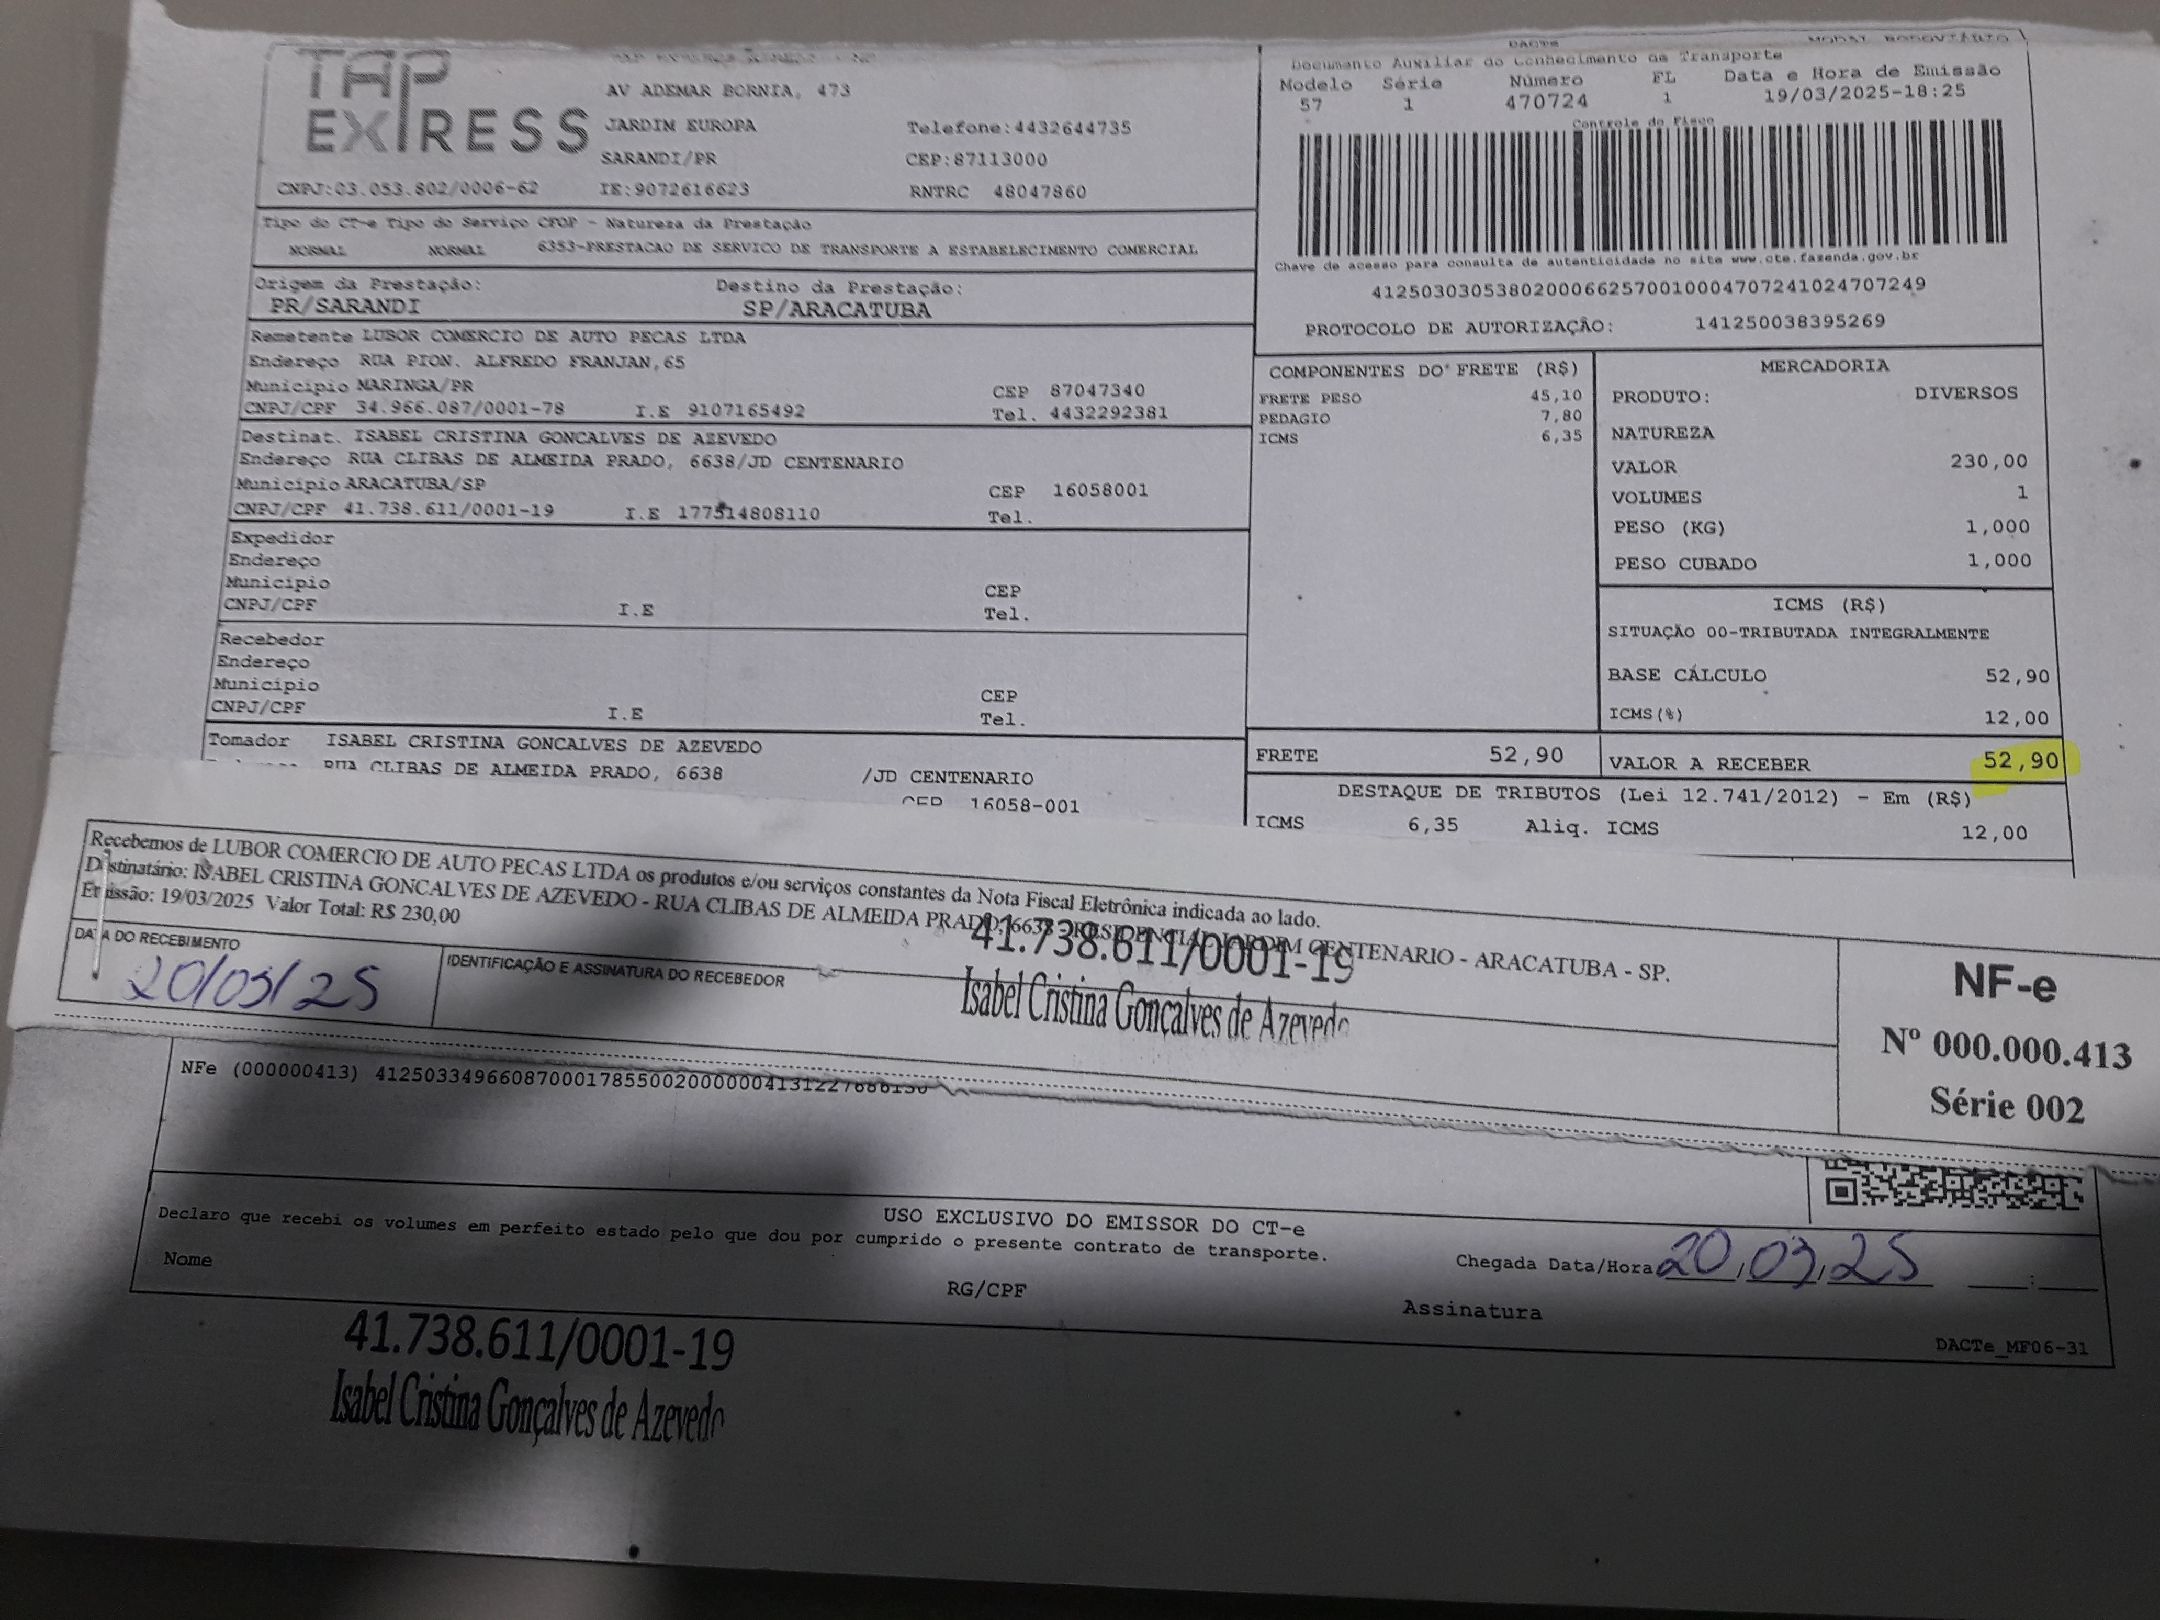 TAP
EXPRESS
AV ADEMAR BORNIA, 473
JARDIM EUROPA
Telefone:4432644735
SARANDI/PR
CEP:87113000
CNPJ:03.053.802/0006-62
IE:9072616623
RNTRC 48047860
DACTE
MODAL RODOVIÁRIO
Documento Auxiliar do Conhecimento de Transporte
Modelo Série Número FL Data e Hora de Emissão
57 1 470724 1 19/03/2025-18:25
Controle do Fisco
Chave de acesso para consulta de autenticidade no site www.cte.fazenda.gov.br
41250303053802000662570010004707241024707249
PROTOCOLO DE AUTORIZAÇÃO: 141250038395269
Tipo do CT-e Tipo do Serviço CFOP - Natureza da Prestação
NORMAL NORMAL 6353-PRESTACAO DE SERVICO DE TRANSPORTE A ESTABELECIMENTO COMERCIAL
Origem da Prestação: Destino da Prestação:
PR/SARANDI SP/ARACATUBA
Remetente LUBOR COMERCIO DE AUTO PECAS LTDA
Endereço RUA PION. ALFREDO FRANJAN,65
Município MARINGA/PR CEP 87047340
CNPJ/CPF 34.966.087/0001-78 I.E 9107165492 Tel. 4432292381
Destinat. ISABEL CRISTINA GONCALVES DE AZEVEDO
Endereço RUA CLIBAS DE ALMEIDA PRADO, 6638/JD CENTENARIO
Município ARACATUBA/SP CEP 16058001
CNPJ/CPF 41.738.611/0001-19 I.E 177514808110 Tel.
Expedidor
Endereço
Município CEP
CNPJ/CPF I.E Tel.
Recebedor
Endereço
Município CEP
CNPJ/CPF I.E Tel.
Tomador ISABEL CRISTINA GONCALVES DE AZEVEDO
RUA CLIBAS DE ALMEIDA PRADO, 6638 /JD CENTENARIO
CEP 16058-001
COMPONENTES DO FRETE (R$)
FRETE PESO 45,10
PEDAGIO 7,80
ICMS 6,35
MERCADORIA
PRODUTO: DIVERSOS
NATUREZA
VALOR 230,00
VOLUMES 1
PESO (KG) 1,000
PESO CUBADO 1,000
ICMS (R$)
SITUAÇÃO 00-TRIBUTADA INTEGRALMENTE
BASE CÁLCULO 52,90
ICMS(%) 12,00
FRETE 52,90
VALOR A RECEBER 52,90
DESTAQUE DE TRIBUTOS (Lei 12.741/2012) - Em (R$)
ICMS 6,35 Aliq. ICMS 12,00
Recebemos de LUBOR COMERCIO DE AUTO PECAS LTDA os produtos e/ou serviços constantes da Nota Fiscal Eletrônica indicada ao lado.
Destinatário: ISABEL CRISTINA GONCALVES DE AZEVEDO - RUA CLIBAS DE ALMEIDA PRADO, 6638 - RESIDENCIAL JARDIM CENTENARIO - ARACATUBA - SP.
Emissão: 19/03/2025 Valor Total: R$ 230,00
DATA DO RECEBIMENTO
20/03/25
IDENTIFICAÇÃO E ASSINATURA DO RECEBEDOR
41.738.611/0001-19
Isabel Cristina Gonçalves de Azevedo
NF-e
Nº 000.000.413
Série 002
NFe (000000413) 41250334966087000178550020000004131227686130
USO EXCLUSIVO DO EMISSOR DO CT-e
Declaro que recebi os volumes em perfeito estado pelo que dou por cumprido o presente contrato de transporte.
Nome
RG/CPF
Chegada Data/Hora 20/03/25 :
Assinatura
DACTe_MF06-31
41.738.611/0001-19
Isabel Cristina Gonçalves de Azevedo